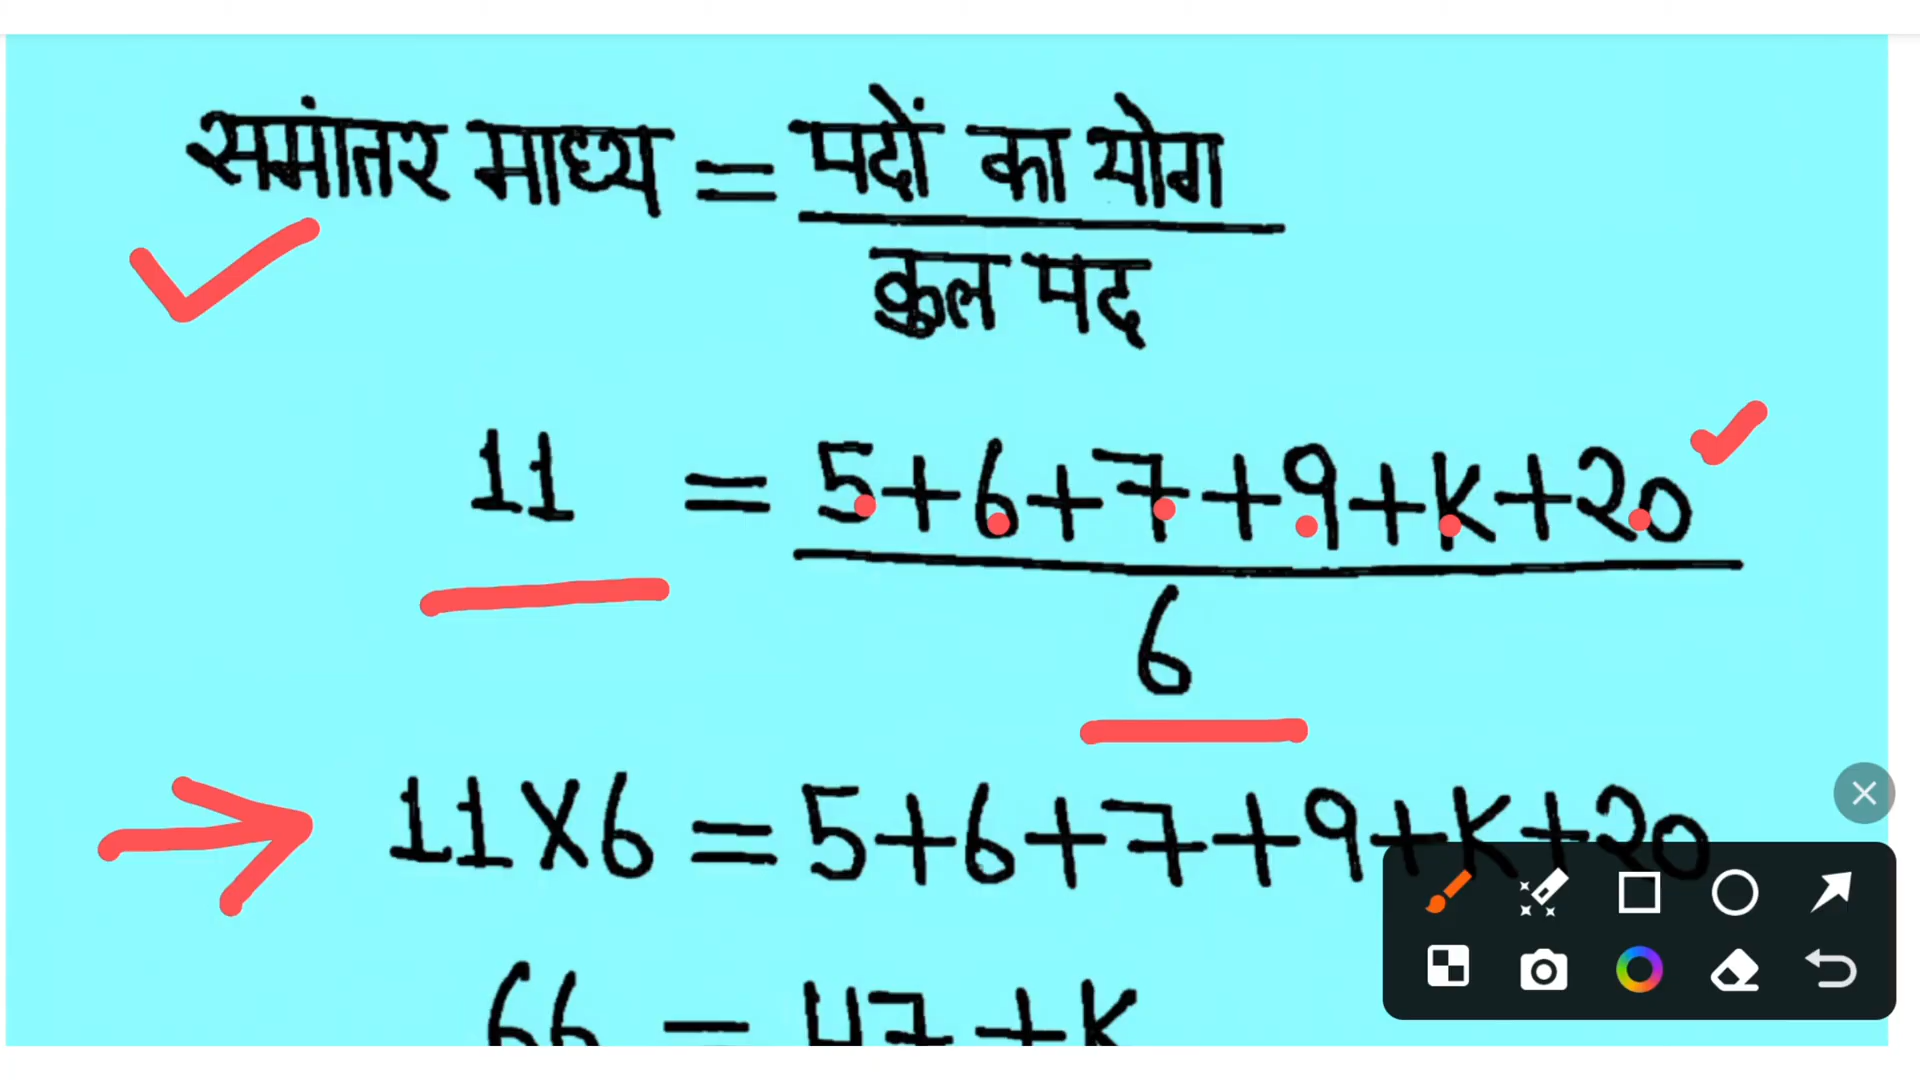 समांतर माध्य = पदों का योग
कुल पद
11 = 5+6+7+9+K+20
6
11X6 = 5+6+7+9+K+20
66 = 47+K